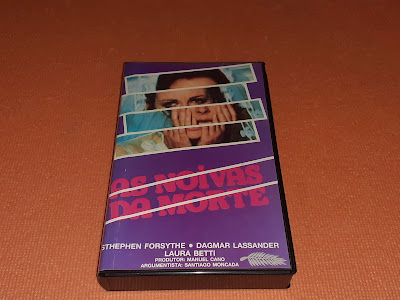 AS NOIVAS
DA MORTE
STHEPHEN FORSYTHE • DAGMAR LASSANDER
LAURA BETTI
PRODUTOR: MANUEL CANO
ARGUMENTISTA: SANTIAGO MONCADA